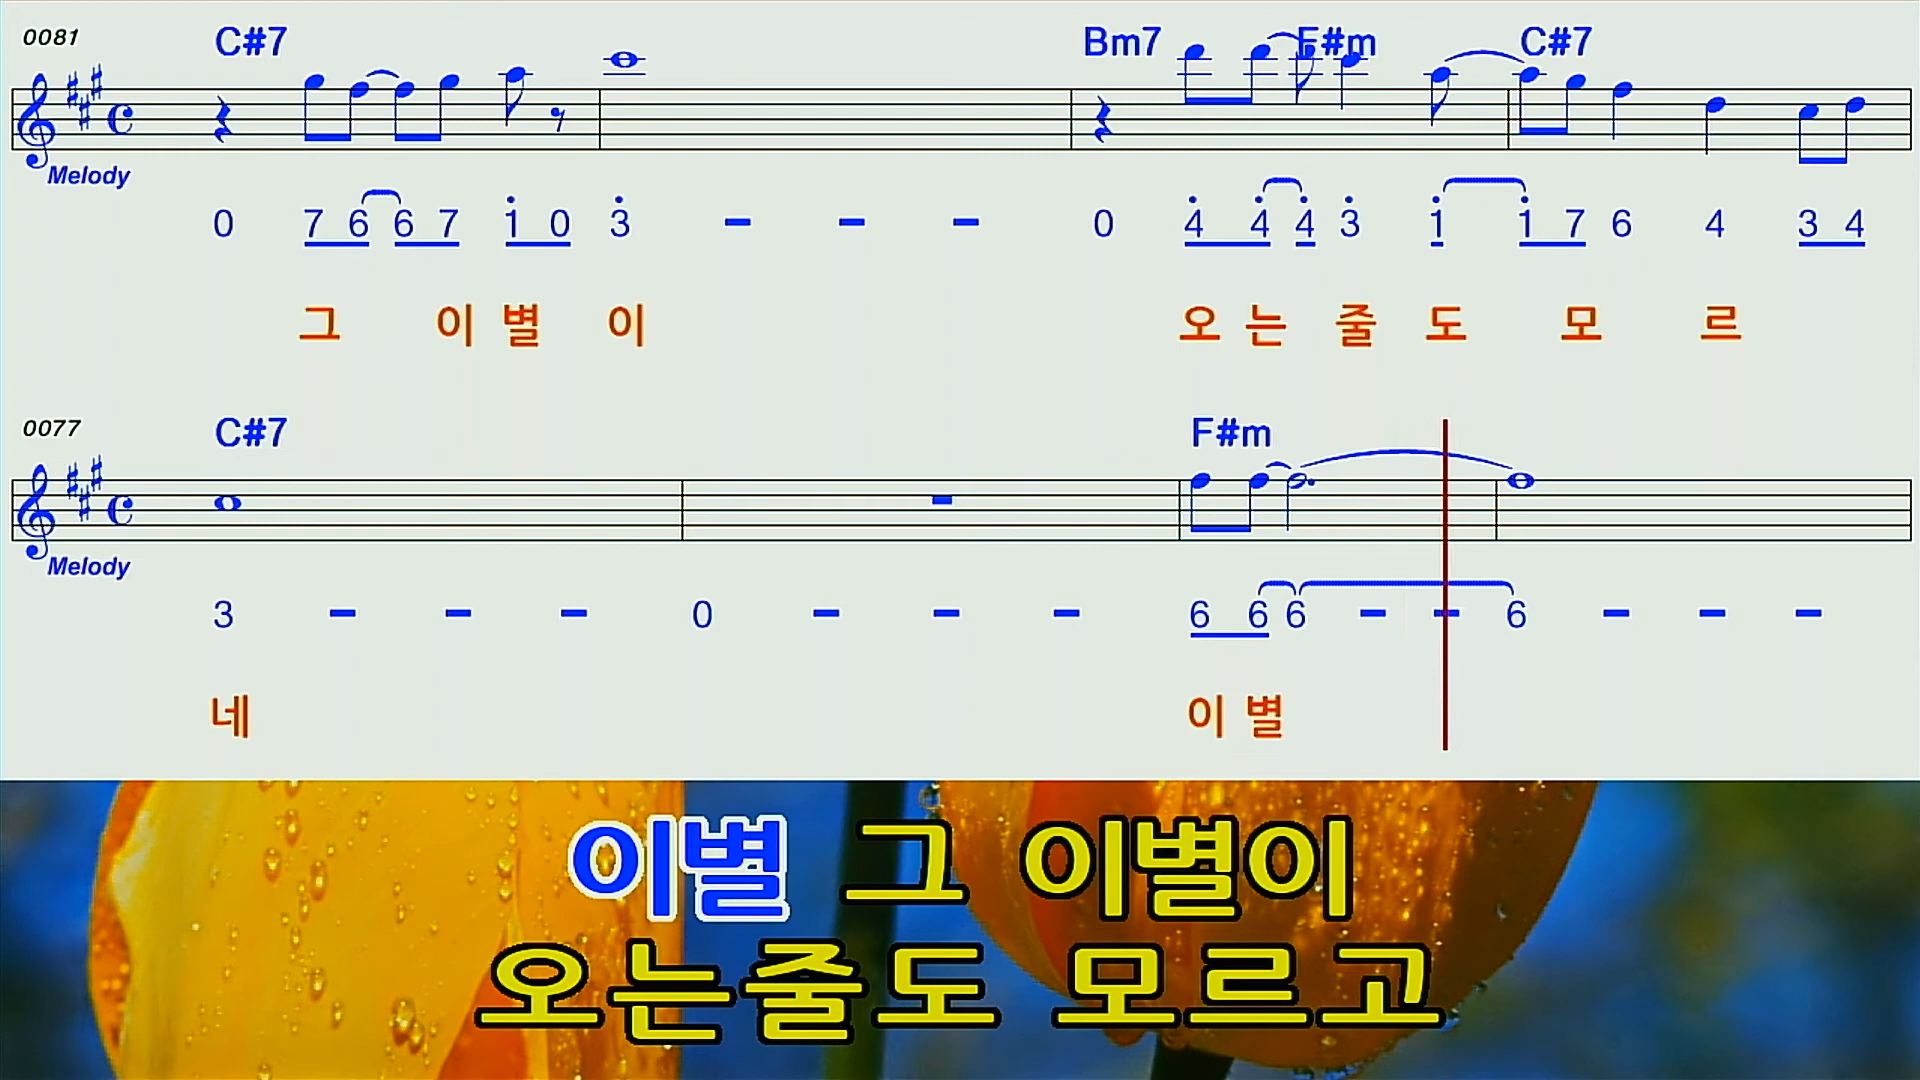 0081 C#7 Bm7 F#m C#7
Melody
0 7 6 6 7 1 0 3 - - - 0 4 4 4 3 1 1 7 6 4 3 4
그 이 별 이 오 는 줄 도 모 르
0077 C#7 F#m
Melody
3 - - - 0 - - - 6 6 6 - - 6 - - -
네 이 별
이별 그 이별이
오는줄도 모르고